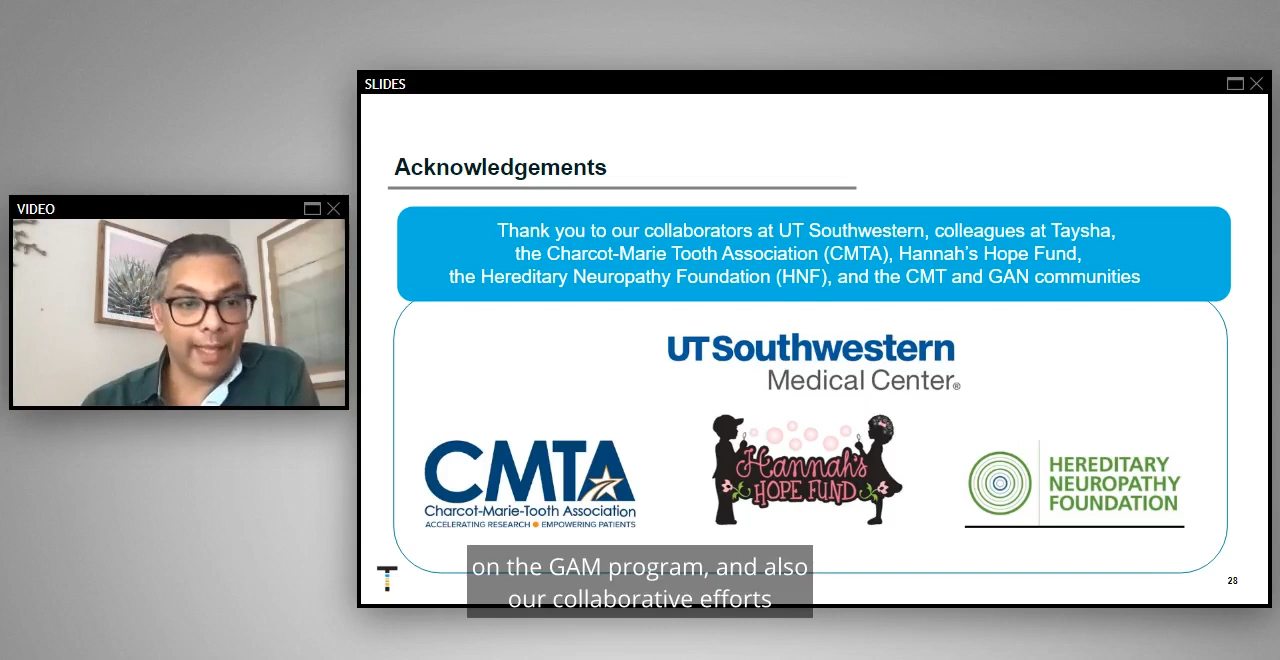 SLIDES
VIDEO
Acknowledgements
Thank you to our collaborators at UT Southwestern, colleagues at Taysha,
the Charcot-Marie Tooth Association (CMTA), Hannah's Hope Fund,
the Hereditary Neuropathy Foundation (HNF), and the CMT and GAN communities
UT Southwestern
Medical Center®
CMTA
Charcot-Marie-Tooth Association
ACCELERATING RESEARCH • EMPOWERING PATIENTS
Hannah's
HOPE FUND
HEREDITARY
NEUROPATHY
FOUNDATION
28
on the GAM program, and also
our collaborative efforts